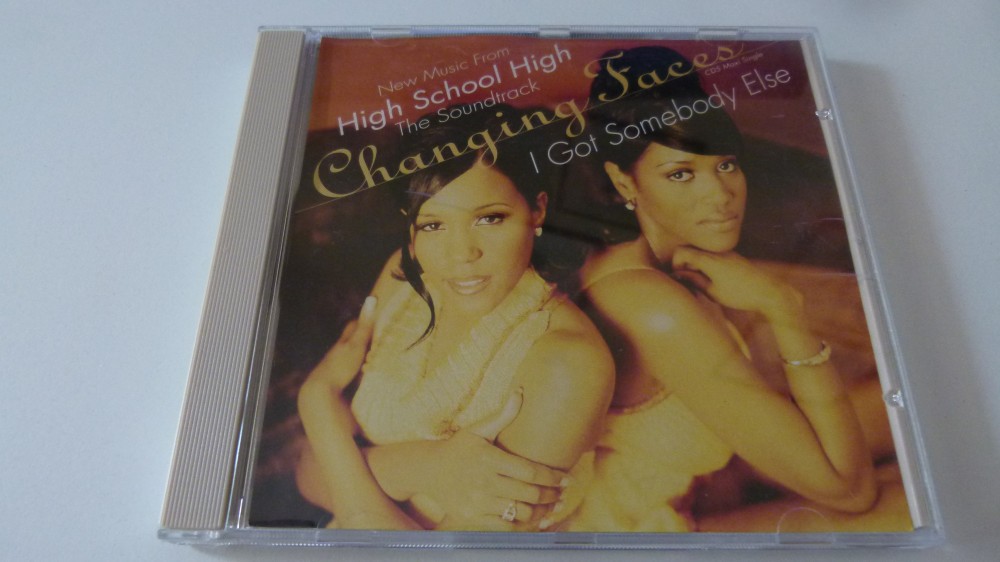 New Music From
High School High
The Soundtrack
Changing Faces
CD5 Maxi Single
I Got Somebody Else